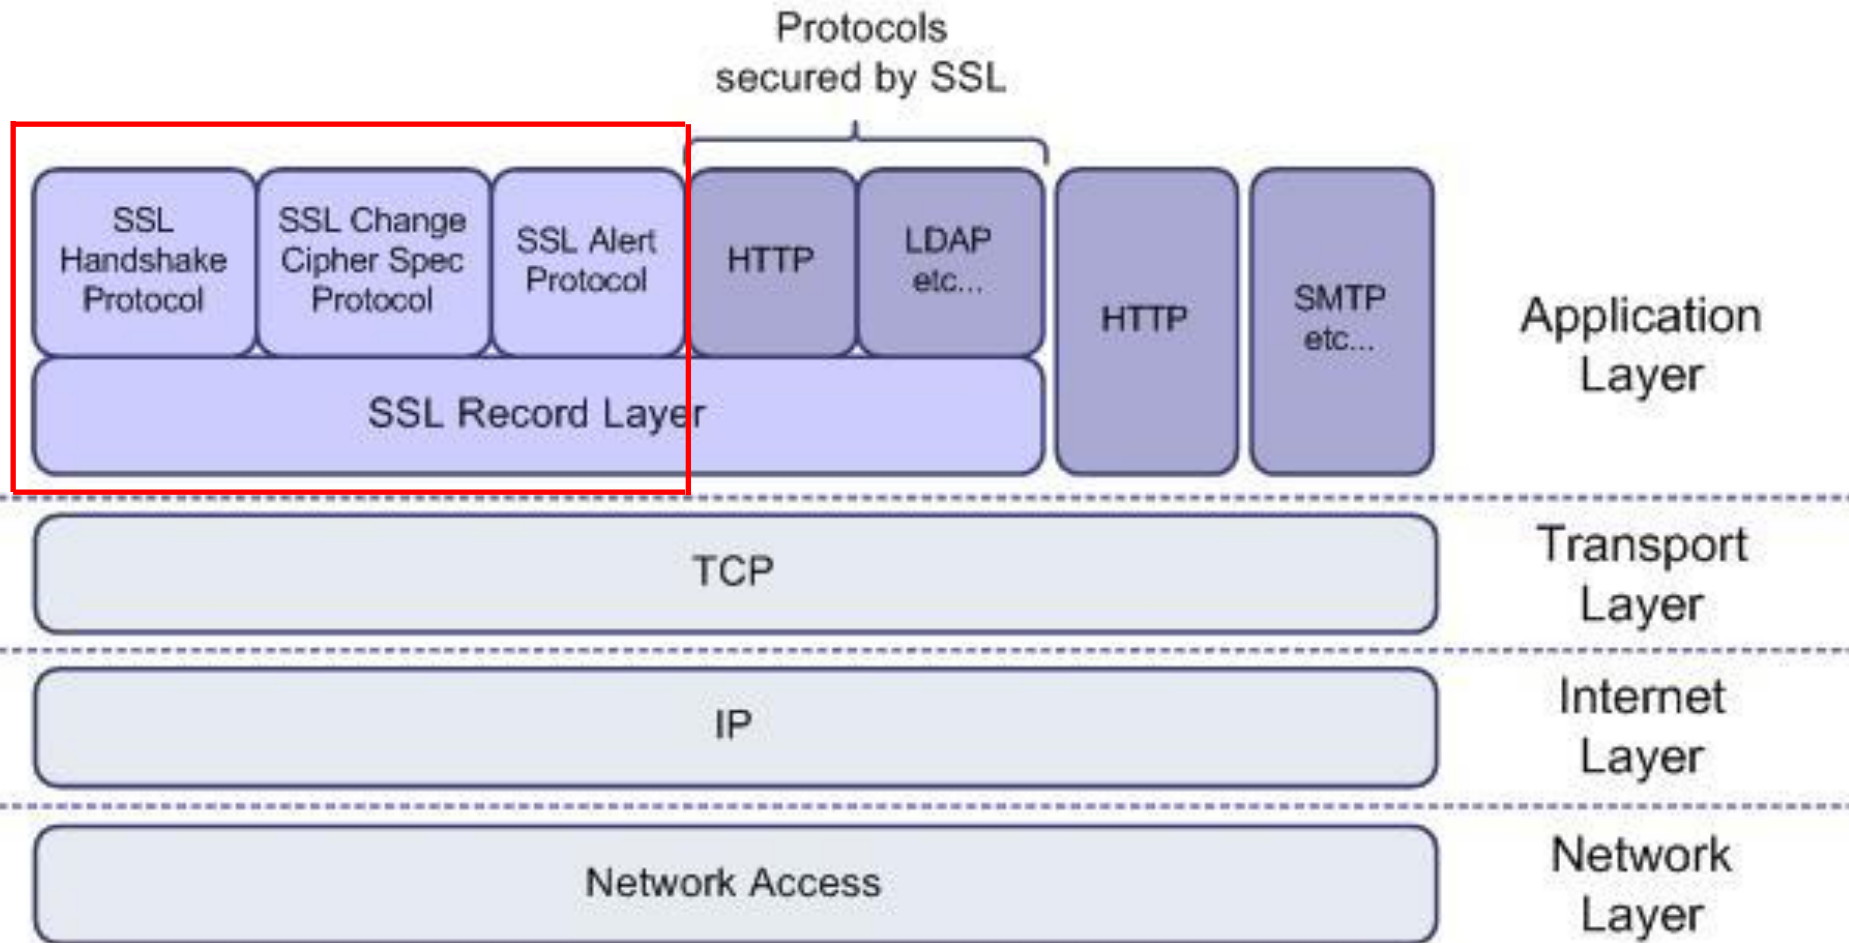 Protocols
secured by SSL
SSL
Handshake
Protocol
SSL Change
Cipher Spec
Protocol
SSL Alert
Protocol
HTTP
LDAP
etc...
HTTP
SMTP
etc...
Application
Layer
SSL Record Layer
TCP
Transport
Layer
IP
Internet
Layer
Network Access
Network
Layer